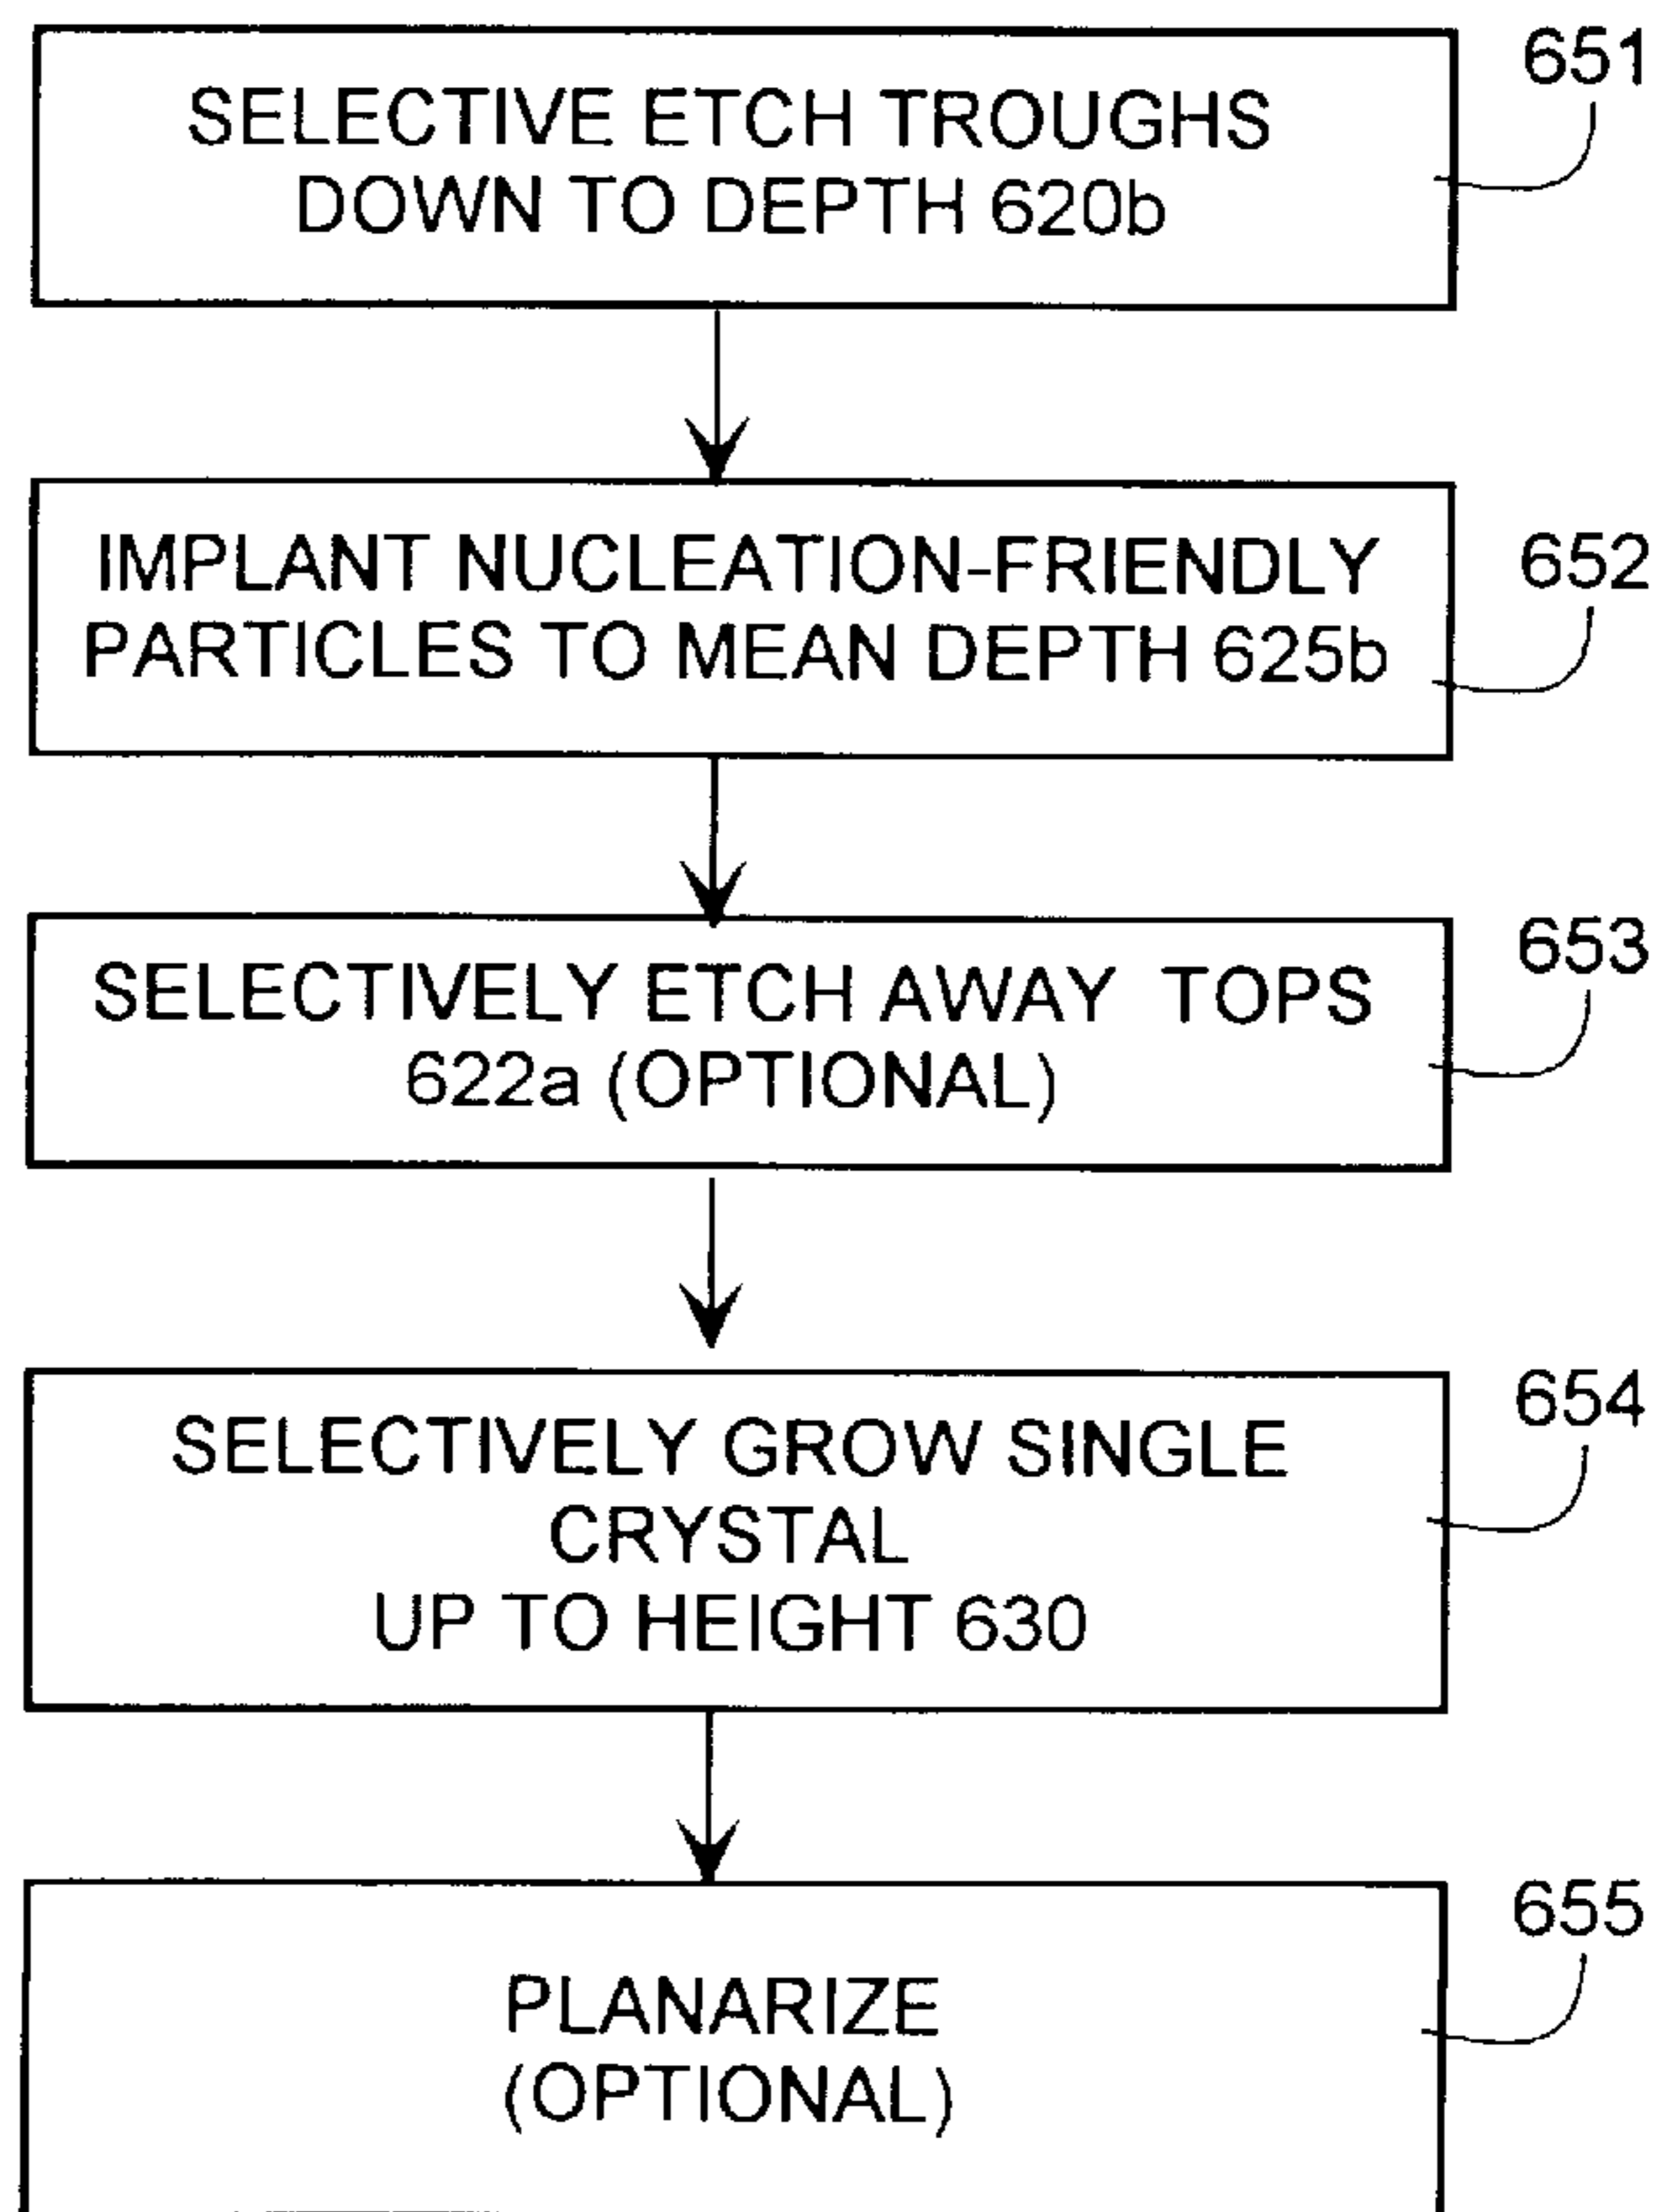 SELECTIVE ETCH TROUGHS
DOWN TO DEPTH 620b
651
IMPLANT NUCLEATION-FRIENDLY
PARTICLES TO MEAN DEPTH 625b
652
SELECTIVELY ETCH AWAY TOPS
622a (OPTIONAL)
653
SELECTIVELY GROW SINGLE
CRYSTAL
UP TO HEIGHT 630
654
PLANARIZE
(OPTIONAL)
655